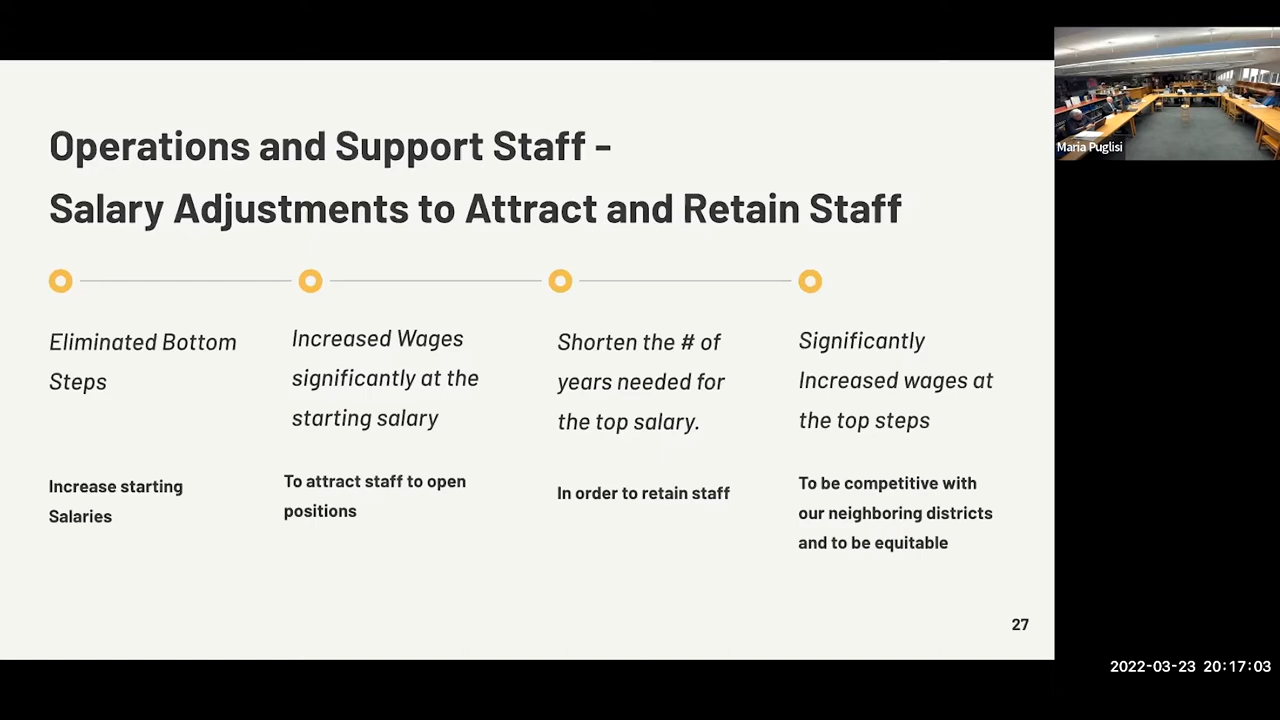 Operations and Support Staff -
Salary Adjustments to Attract and Retain Staff
Eliminated Bottom
Steps
Increase starting
Salaries
Increased Wages
significantly at the
starting salary
To attract staff to open
positions
Shorten the # of
years needed for
the top salary.
In order to retain staff
Significantly
Increased wages at
the top steps
To be competitive with
our neighboring districts
and to be equitable
27
Maria Puglisi
2022-03-23 20:17:03